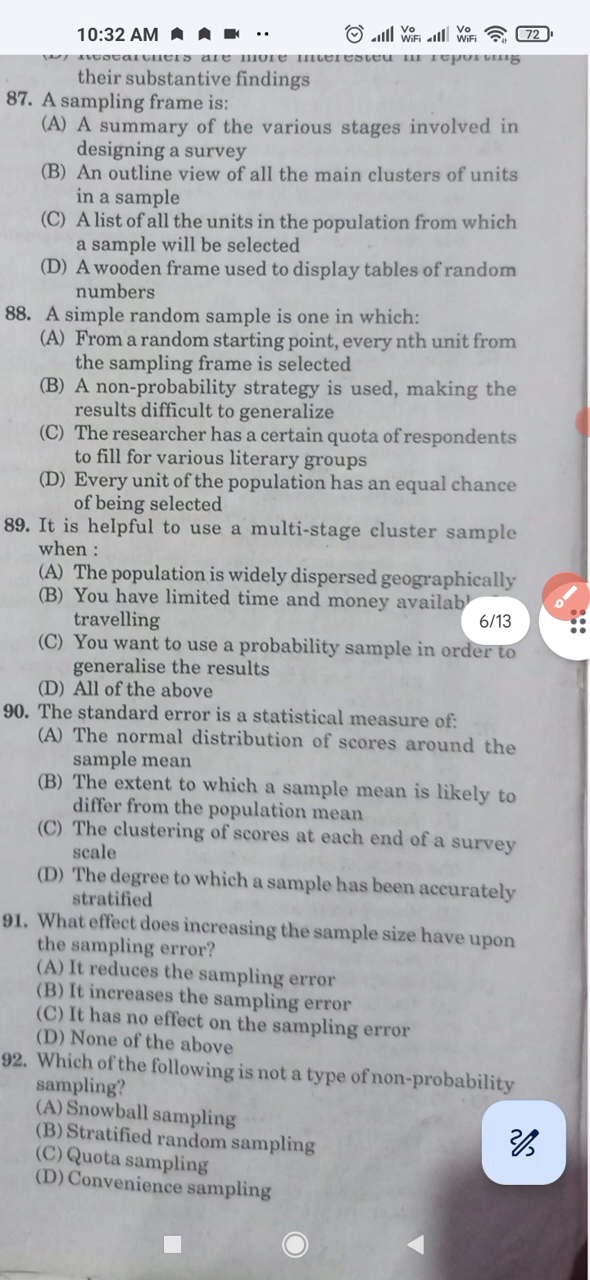 10:32 AM
Vo WiFi
Vo WiFi
72
(D) Researchers are more interested in reporting
their substantive findings
87. A sampling frame is:
(A) A summary of the various stages involved in
designing a survey
(B) An outline view of all the main clusters of units
in a sample
(C) A list of all the units in the population from which
a sample will be selected
(D) A wooden frame used to display tables of random
numbers
88. A simple random sample is one in which:
(A) From a random starting point, every nth unit from
the sampling frame is selected
(B) A non-probability strategy is used, making the
results difficult to generalize
(C) The researcher has a certain quota of respondents
to fill for various literary groups
(D) Every unit of the population has an equal chance
of being selected
89. It is helpful to use a multi-stage cluster sample
when :
(A) The population is widely dispersed geographically
(B) You have limited time and money
travelling
6/13
(C) You want to use a probability sample in order to
generalise the results
(D) All of the above
90. The standard error is a statistical measure of:
(A) The normal distribution of scores around the
sample mean
(B) The extent to which a sample mean is likely to
differ from the population mean
(C) The clustering of scores at each end of a survey
scale
(D) The degree to which a sample has been accurately
stratified
91. What effect does increasing the sample size have upon
the sampling error?
(A) It reduces the sampling error
(B) It increases the sampling error
(C) It has no effect on the sampling error
(D) None of the above
92. Which of the following is not a type of non-probability
sampling?
(A) Snowball sampling
(B) Stratified random sampling
(C) Quota sampling
(D) Convenience sampling